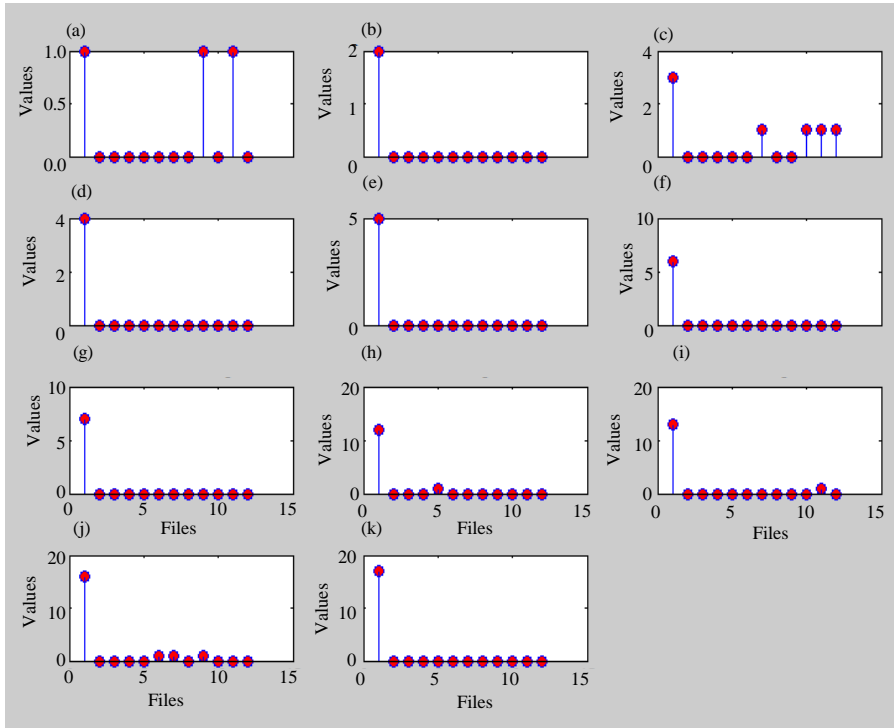 (a)
(b)
(c)
1.0
0.5
0.0
Values
2
1
0
Values
4
2
0
Values
(d)
(e)
(f)
4
2
0
Values
5
0
Values
10
5
0
Values
(g)
(h)
(i)
10
5
0
Values
0 5 10 15
Files
20
10
0
Values
0 5 10 15
Files
20
10
0
Values
0 5 10 15
Files
(j)
(k)
20
10
0
Values
0 5 10 15
Files
20
10
0
Values
0 5 10 15
Files